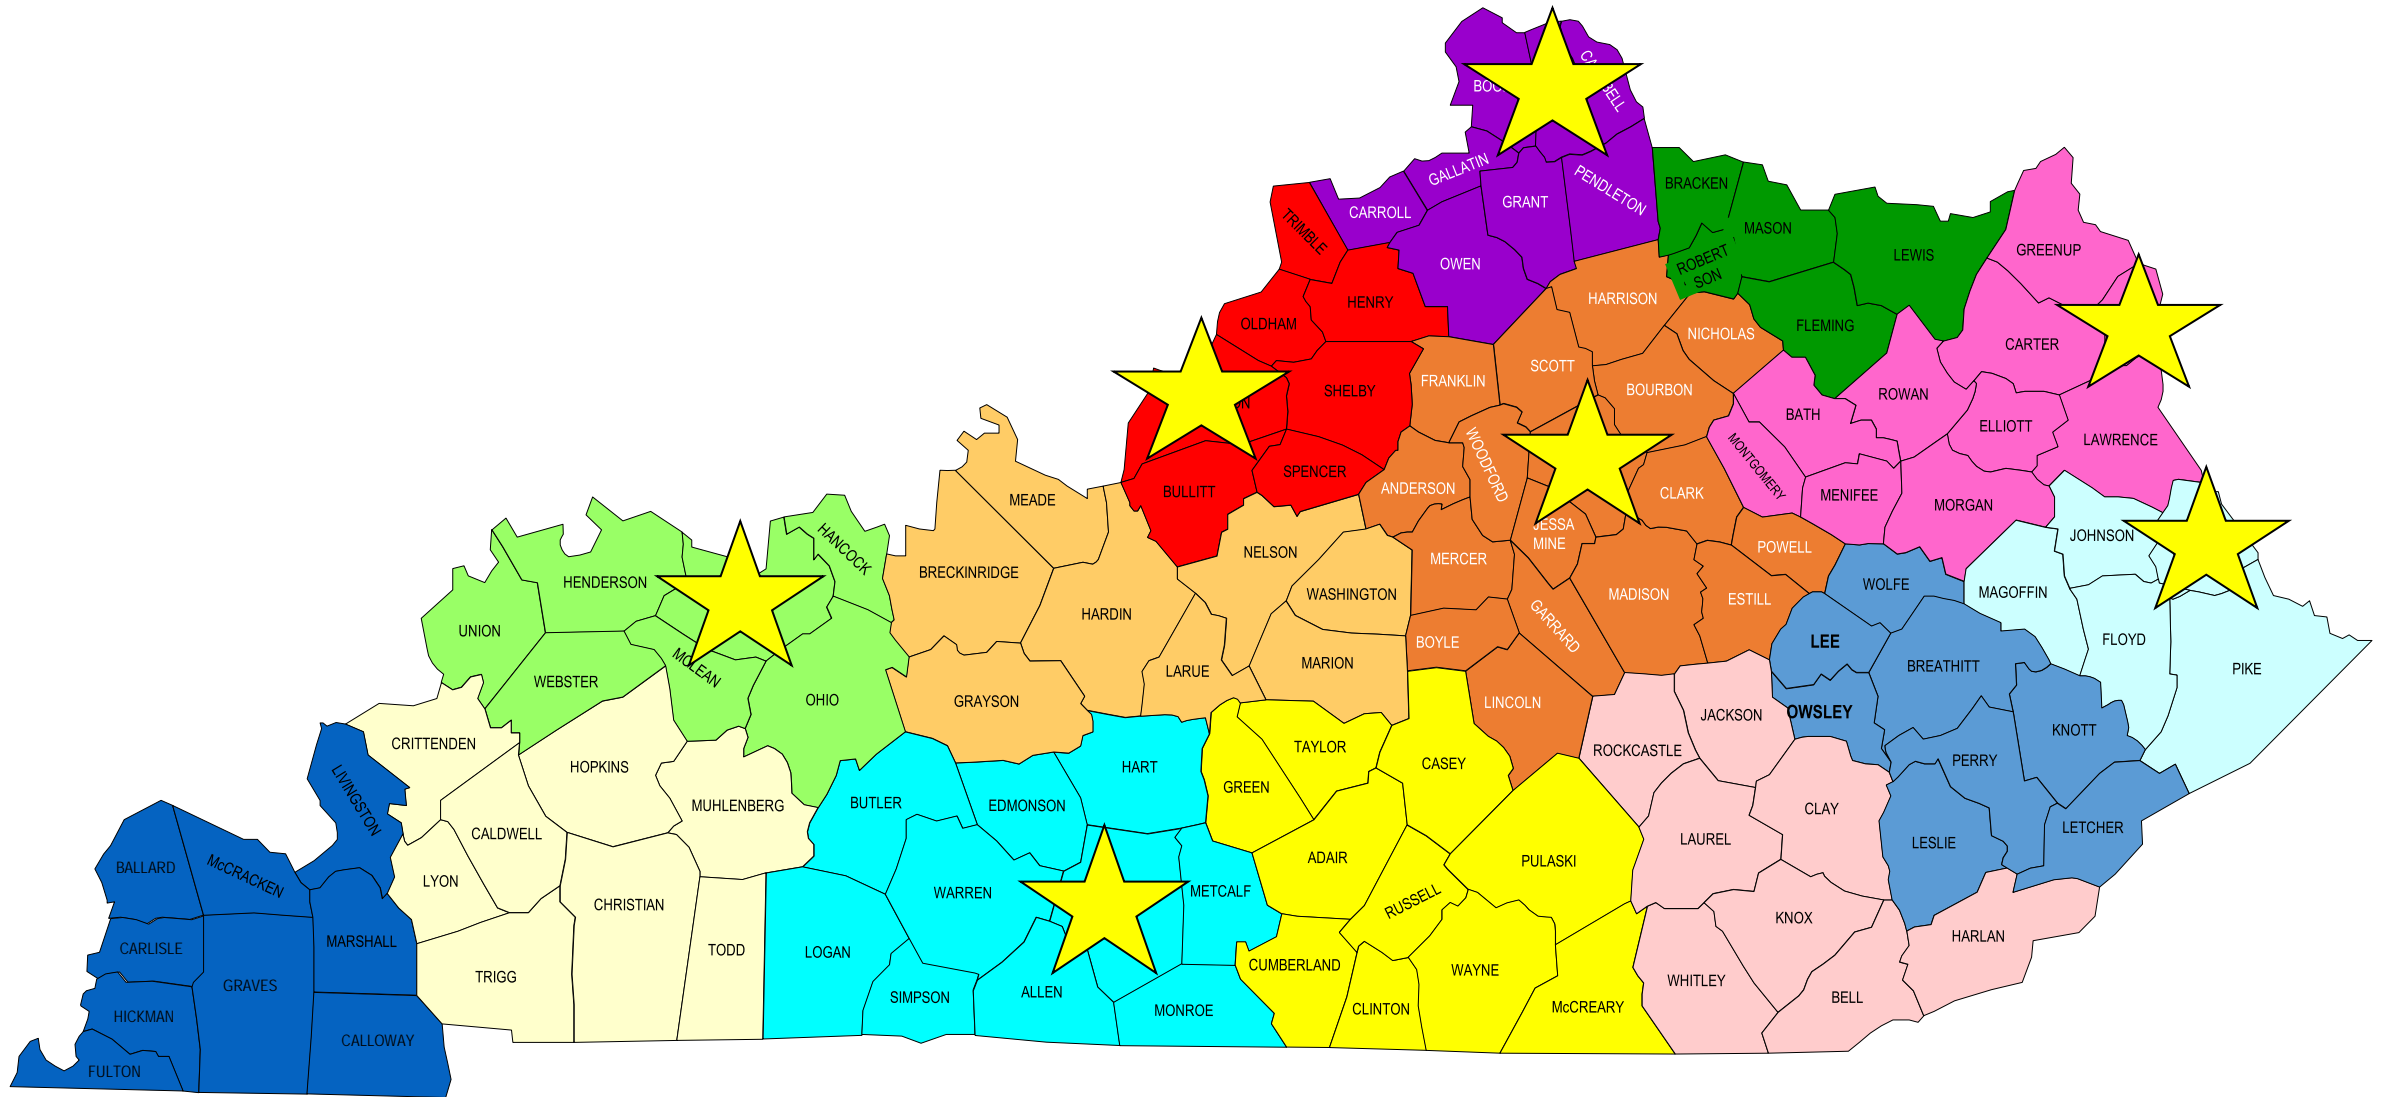 BOO
CA
BELL
GALLATIN
PENDLETON
GRANT
CARROLL
OWEN
BRACKEN
MASON
ROBERT
SON
LEWIS
FLEMING
GREENUP
CARTER
TRIMBLE
HENRY
OLDHAM
SHELBY
ON
SPENCER
BULLITT
HARRISON
NICHOLAS
SCOTT
FRANKLIN
BOURBON
WOODFORD
ANDERSON
CLARK
JESSA
MINE
MERCER
POWELL
MADISON
ESTILL
GARRARD
BOYLE
LINCOLN
BATH
ROWAN
ELLIOTT
LAWRENCE
MONTGOMERY
MENIFEE
MORGAN
JOHNSON
MAGOFFIN
FLOYD
PIKE
WOLFE
LEE
BREATHITT
OWSLEY
KNOTT
PERRY
LETCHER
LESLIE
MEADE
BRECKINRIDGE
HARDIN
NELSON
WASHINGTON
MARION
LARUE
GRAYSON
HANCOCK
HENDERSON
UNION
WEBSTER
MCLEAN
OHIO
CRITTENDEN
HOPKINS
MUHLENBERG
CALDWELL
LYON
CHRISTIAN
TODD
TRIGG
LIVINGSTON
BALLARD
McCRACKEN
CARLISLE
MARSHALL
GRAVES
HICKMAN
CALLOWAY
FULTON
HART
BUTLER
EDMONSON
WARREN
METCALF
LOGAN
SIMPSON
ALLEN
MONROE
TAYLOR
GREEN
CASEY
ADAIR
PULASKI
RUSSELL
CUMBERLAND
WAYNE
CLINTON
McCREARY
JACKSON
ROCKCASTLE
CLAY
LAUREL
KNOX
HARLAN
WHITLEY
BELL